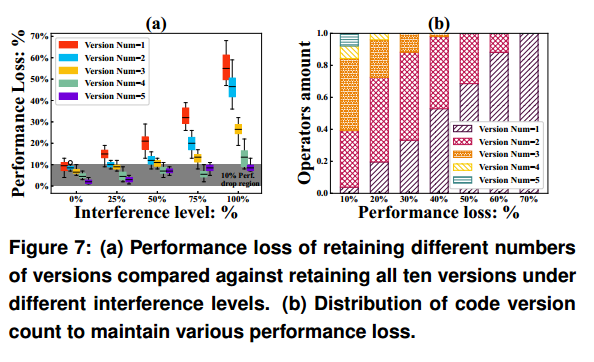 (a)
Performance Loss: %
70%
60%
50%
40%
30%
20%
10%
0%
Version Num=1
Version Num=2
Version Num=3
Version Num=4
Version Num=5
10% Perf.
drop region
0% 25% 50% 75% 100%
Interference level: %
(b)
Operators amount
1.0
0.8
0.6
0.4
0.2
0.0
Version Num=1
Version Num=2
Version Num=3
Version Num=4
Version Num=5
10% 20% 30% 40% 50% 60% 70%
Performance loss: %
Figure 7: (a) Performance loss of retaining different numbers
of versions compared against retaining all ten versions under
different interference levels. (b) Distribution of code version
count to maintain various performance loss.